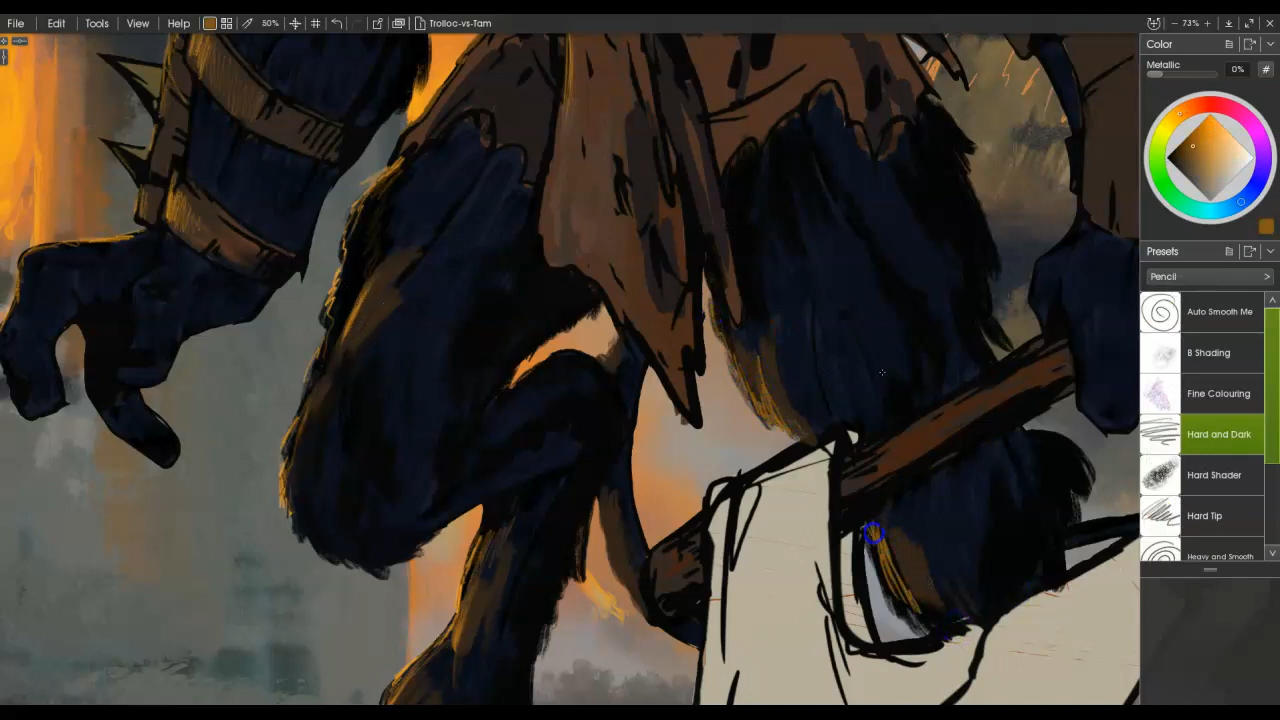 File Edit Tools View Help 50% Trolloc-vs-Tam − 73% +
Color
Metallic
0% #
Presets
Pencil >
Auto Smooth Me
B Shading
Fine Colouring
Hard and Dark
Hard Shader
Hard Tip
Heavy and Smooth